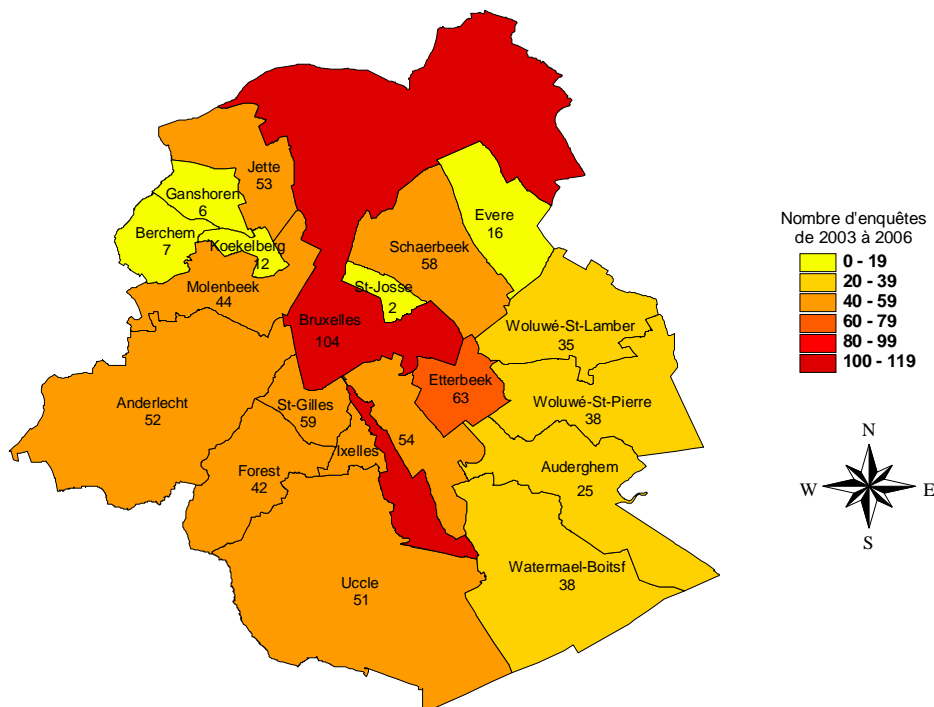 Jette
53
Ganshoren
6
Evere
16
Berchem
7
Koekelberg
12
Schaerbeek
58
St-Josse
2
Molenbeek
44
Bruxelles
104
Woluwé-St-Lamber
35
Etterbeek
63
Woluwé-St-Pierre
38
Anderlecht
52
St-Gilles
59
54
Ixelles
Forest
42
Auderghem
25
Uccle
51
Watermael-Boitsf
38
Nombre d'enquêtes
de 2003 à 2006
0 - 19
20 - 39
40 - 59
60 - 79
80 - 99
100 - 119
N
W
E
S